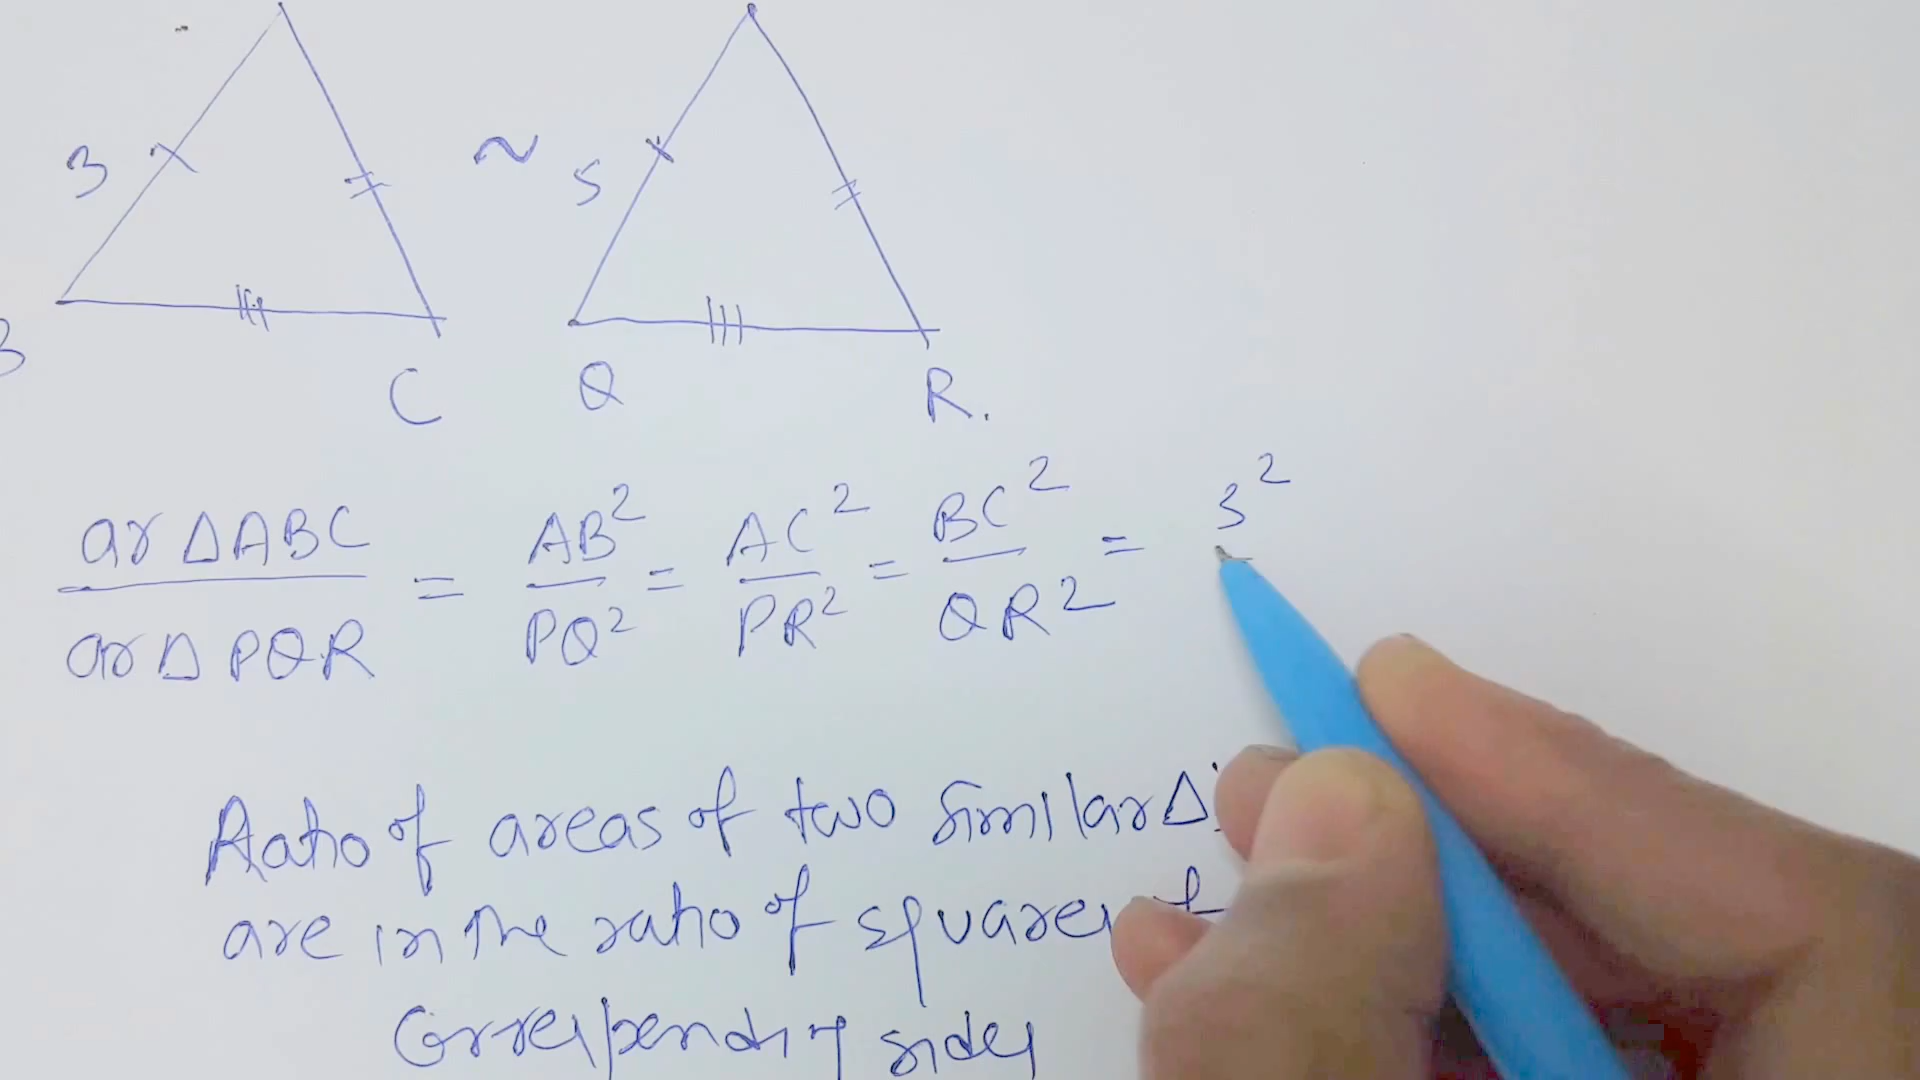 3 ~ 5
B C Q R.
ar ΔABC / ar Δ PQR = AB² / PQ² = AC² / PR² = BC² / QR² = 3²
Ratio of areas of two similar Δ
are in the ratio of squares of
Corresponding sides